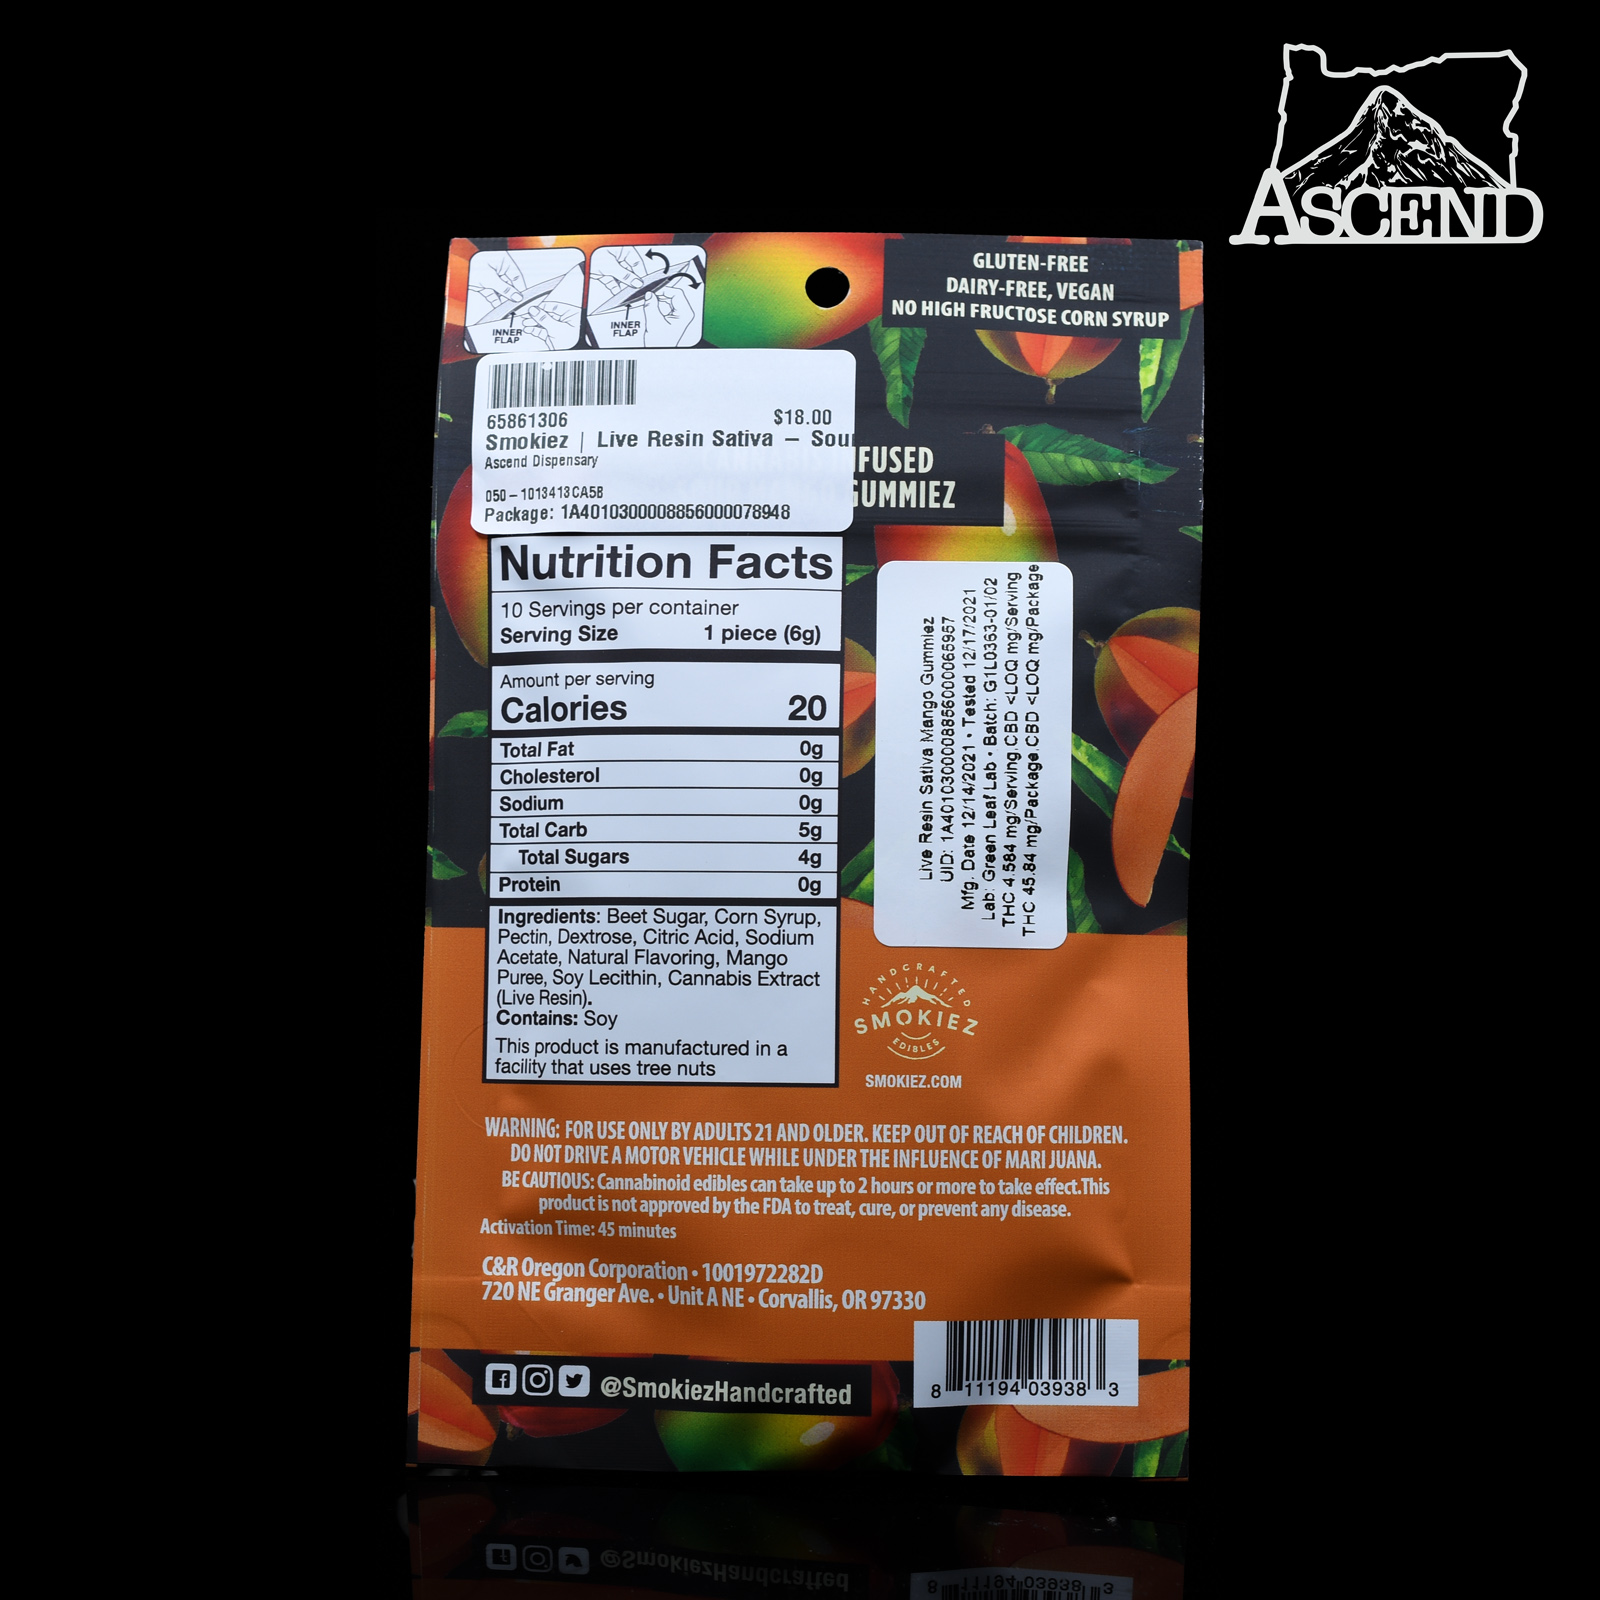 ASCEND
INNER
FLAP
INNER
FLAP
GLUTEN-FREE
DAIRY-FREE, VEGAN
NO HIGH FRUCTOSE CORN SYRUP
65861306 $18.00
Smokiez | Live Resin Sativa – Sour
Ascend Dispensary
050-1013413CA5B
Package: 1A4010300008856000078948
GUMMIEZ
Nutrition Facts
10 Servings per container
Serving Size 1 piece (6g)
Amount per serving
Calories 20
Total Fat 0g
Cholesterol 0g
Sodium 0g
Total Carb 5g
Total Sugars 4g
Protein 0g
Ingredients: Beet Sugar, Corn Syrup,
Pectin, Dextrose, Citric Acid, Sodium
Acetate, Natural Flavoring, Mango
Puree, Soy Lecithin, Cannabis Extract
(Live Resin).
Contains: Soy
This product is manufactured in a
facility that uses tree nuts
Live Resin Sativa Mango Gummiez
UID: 1A4010300008856000065957
Mfg. Date 12/14/2021 • Tested 12/17/2021
Lab: Green Leaf Lab • Batch: G1L0363-01/02
THC 4.584 mg/Serving,CBD <LOQ mg/Serving
THC 45.84 mg/Package,CBD <LOQ mg/Package
HANDCRAFTED
SMOKIEZ
EDIBLES
SMOKIEZ.COM
WARNING: FOR USE ONLY BY ADULTS 21 AND OLDER. KEEP OUT OF REACH OF CHILDREN.
DO NOT DRIVE A MOTOR VEHICLE WHILE UNDER THE INFLUENCE OF MARIJUANA.
BE CAUTIOUS: Cannabinoid edibles can take up to 2 hours or more to take effect.This
product is not approved by the FDA to treat, cure, or prevent any disease.
Activation Time: 45 minutes
C&R Oregon Corporation • 1001972282D
720 NE Granger Ave. • Unit A NE • Corvallis, OR 97330
@SmokiezHandcrafted
8 11194 03938 3